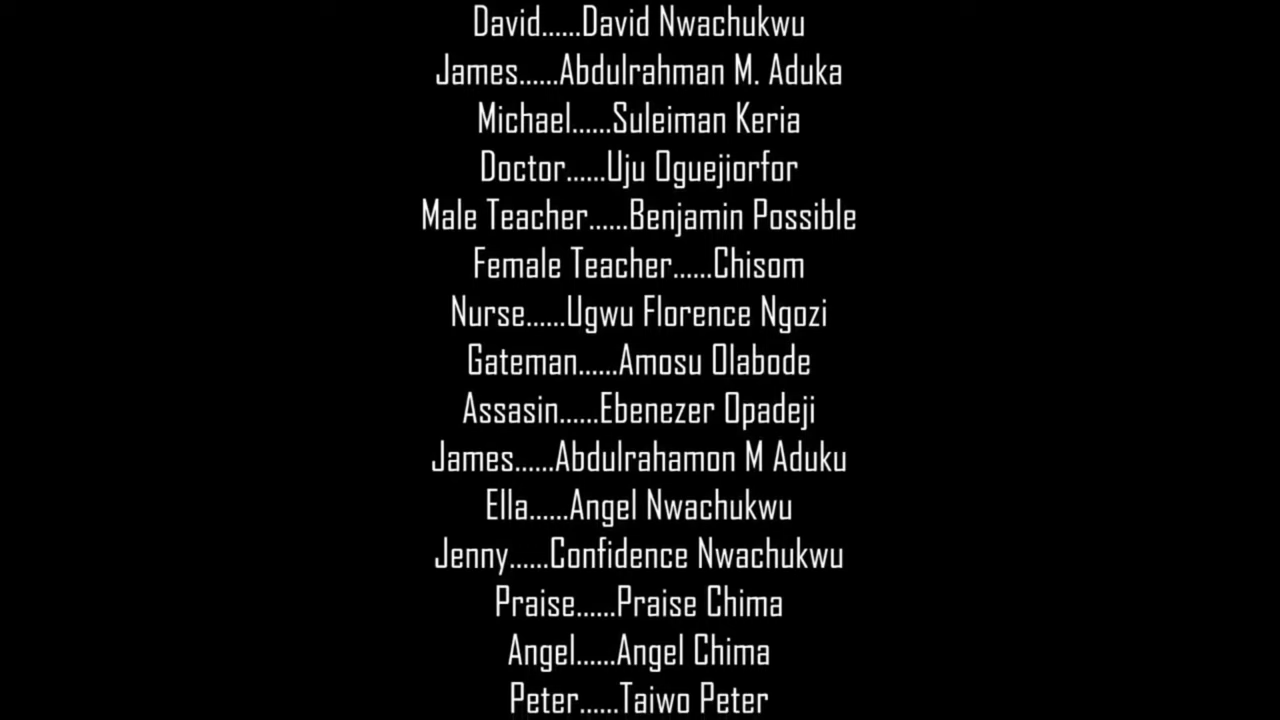 David......David Nwachukwu
James......Abdulrahman M. Aduka
Michael......Suleiman Keria
Doctor......Uju Oguejiorfor
Male Teacher......Benjamin Possible
Female Teacher......Chisom
Nurse......Ugwu Florence Ngozi
Gateman......Amosu Olabode
Assasin......Ebenezer Opadeji
James......Abdulrahamon M Aduku
Ella......Angel Nwachukwu
Jenny......Confidence Nwachukwu
Praise......Praise Chima
Angel......Angel Chima
Peter......Taiwo Peter